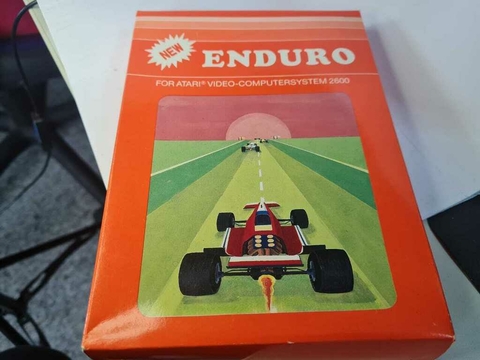 NEW
ENDURO
FOR ATARI® VIDEO-COMPUTERSYSTEM 2600